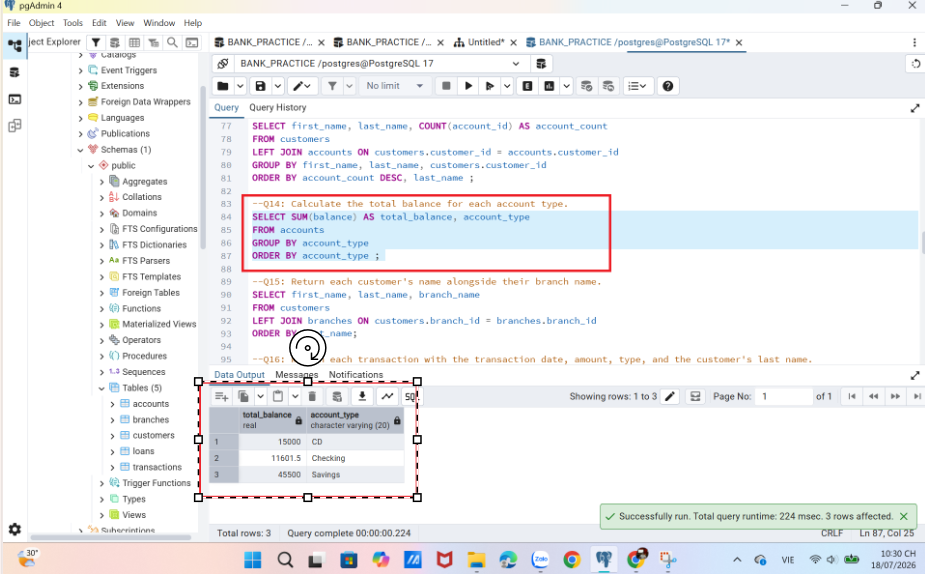 pgAdmin 4
File Object Tools Edit View Window Help
ject Explorer
BANK_PRACTICE /... ×
BANK_PRACTICE /... ×
Untitled* ×
BANK_PRACTICE /postgres@PostgreSQL 17* ×
BANK_PRACTICE /postgres@PostgreSQL 17
No limit
Query Query History
Catalogs
Event Triggers
Extensions
Foreign Data Wrappers
Languages
Publications
Schemas (1)
public
Aggregates
Collations
Domains
FTS Configurations
FTS Dictionaries
FTS Parsers
FTS Templates
Foreign Tables
Functions
Materialized Views
Operators
Procedures
Sequences
Tables (5)
accounts
branches
customers
loans
transactions
Trigger Functions
Types
Views
Subscriptions
77 SELECT first_name, last_name, COUNT(account_id) AS account_count
78 FROM customers
79 LEFT JOIN accounts ON customers.customer_id = accounts.customer_id
80 GROUP BY first_name, last_name, customers.customer_id
81 ORDER BY account_count DESC, last_name ;
82
83 --Q14: Calculate the total balance for each account type.
84 SELECT SUM(balance) AS total_balance, account_type
85 FROM accounts
86 GROUP BY account_type
87 ORDER BY account_type ;
88
89 --Q15: Return each customer's name alongside their branch name.
90 SELECT first_name, last_name, branch_name
91 FROM customers
92 LEFT JOIN branches ON customers.branch_id = branches.branch_id
93 ORDER BY _name;
94
95 --Q16: each transaction with the transaction date, amount, type, and the customer's last name.
Data Output Messages Notifications
SQL
Showing rows: 1 to 3
Page No: 1 of 1
total_balance account_type
real character varying (20)
1 15000 CD
2 11601.5 Checking
3 45500 Savings
Successfully run. Total query runtime: 224 msec. 3 rows affected. ×
Total rows: 3 Query complete 00:00:00.224
CRLF Ln 87, Col 25
30°
Zalo
VIE
10:30 CH
18/07/2026